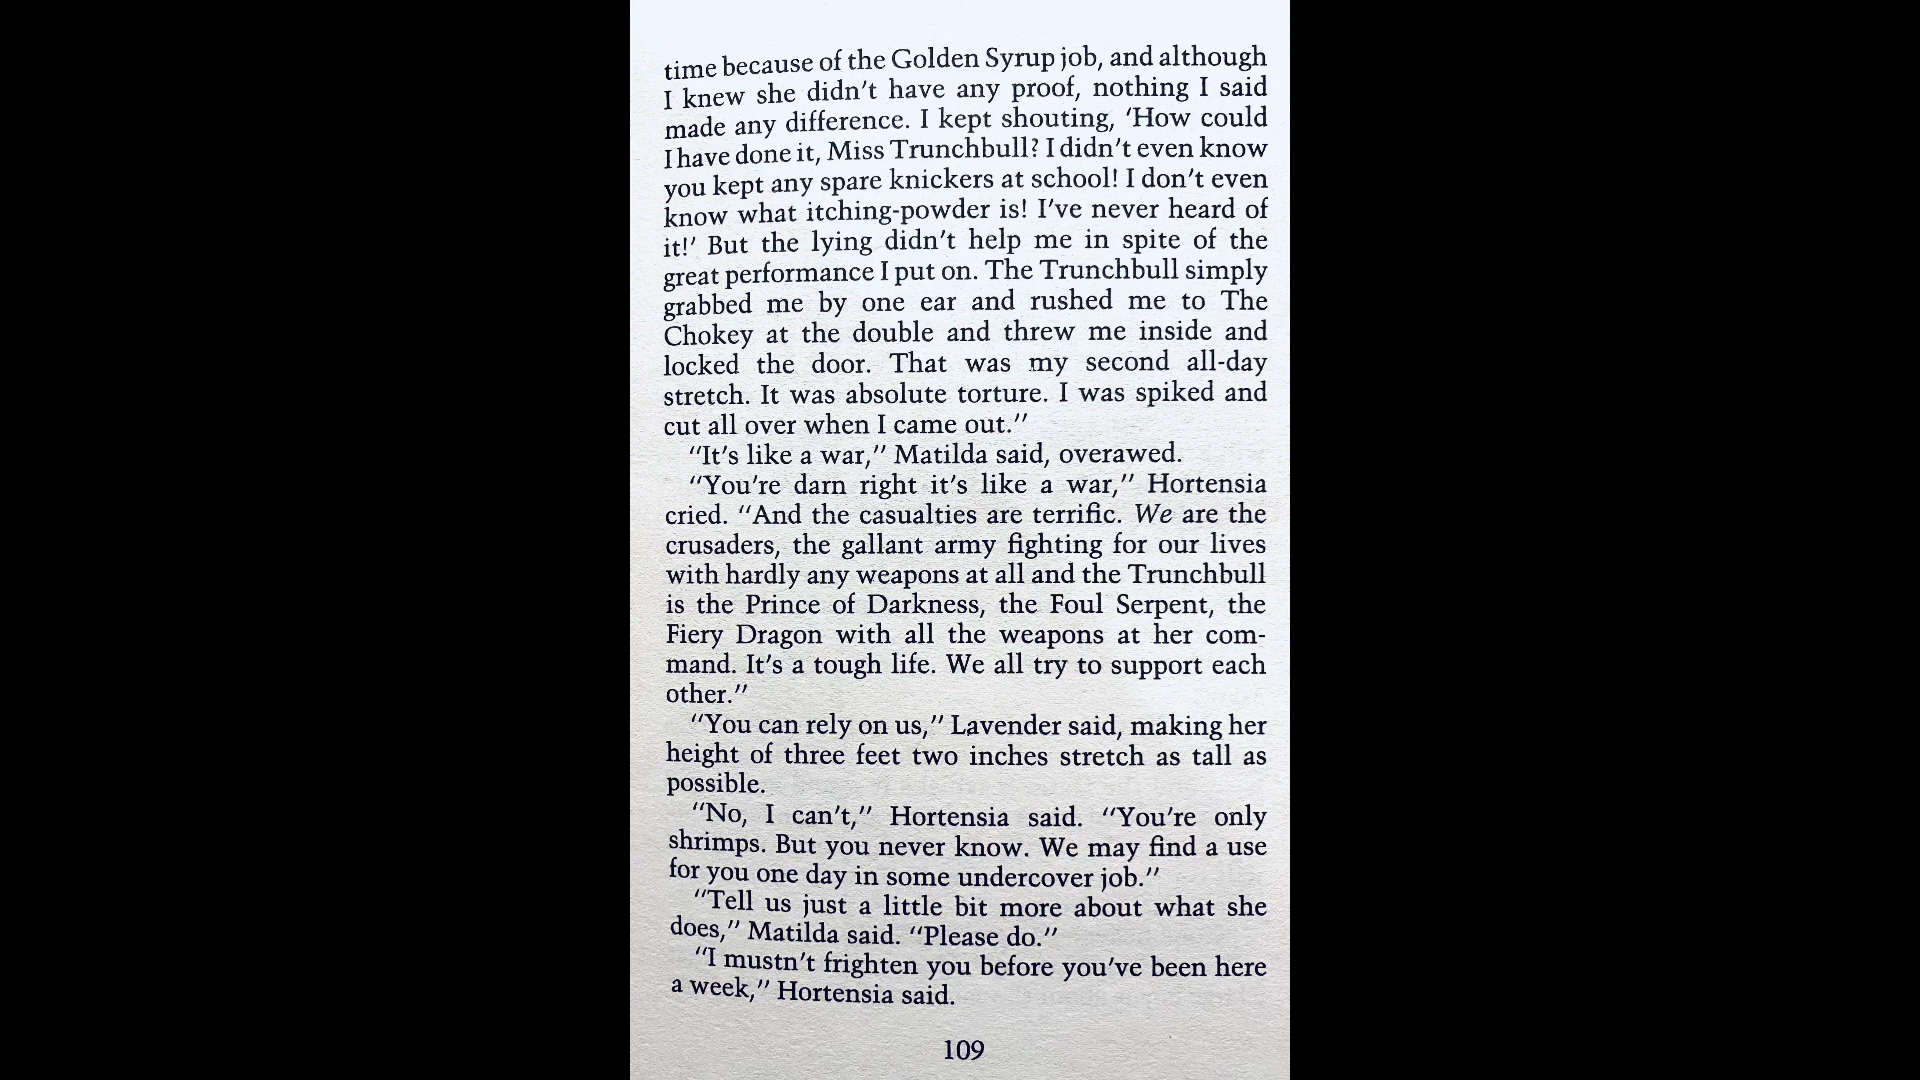 time because of the Golden Syrup job, and although
I knew she didn't have any proof, nothing I said
made any difference. I kept shouting, 'How could
I have done it, Miss Trunchbull? I didn't even know
you kept any spare knickers at school! I don't even
know what itching-powder is! I've never heard of
it!' But the lying didn't help me in spite of the
great performance I put on. The Trunchbull simply
grabbed me by one ear and rushed me to The
Chokey at the double and threw me inside and
locked the door. That was my second all-day
stretch. It was absolute torture. I was spiked and
cut all over when I came out."
"It's like a war," Matilda said, overawed.
"You're darn right it's like a war," Hortensia
cried. "And the casualties are terrific. We are the
crusaders, the gallant army fighting for our lives
with hardly any weapons at all and the Trunchbull
is the Prince of Darkness, the Foul Serpent, the
Fiery Dragon with all the weapons at her com-
mand. It's a tough life. We all try to support each
other."
"You can rely on us," Lavender said, making her
height of three feet two inches stretch as tall as
possible.
"No, I can't," Hortensia said. "You're only
shrimps. But you never know. We may find a use
for you one day in some undercover job."
"Tell us just a little bit more about what she
does," Matilda said. "Please do."
"I mustn't frighten you before you've been here
a week," Hortensia said.
109